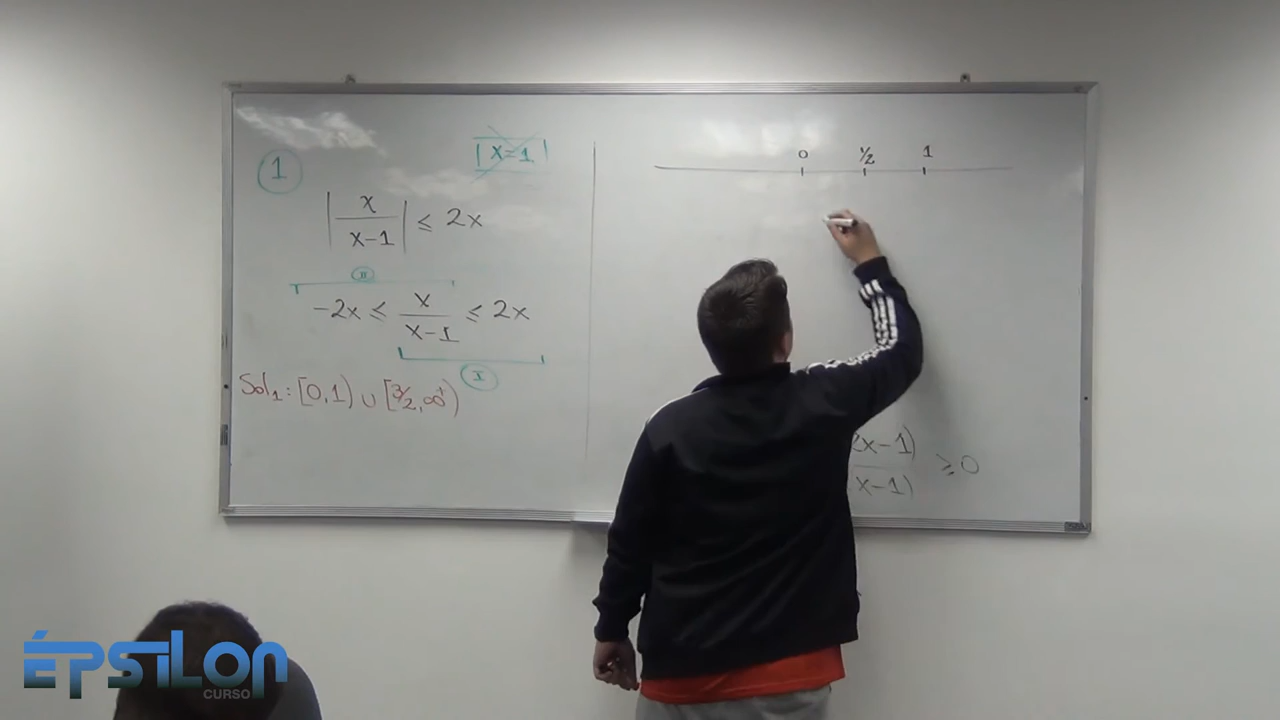 1
| X=1 |
| x / x-1 | ≤ 2x
II
-2x ≤ x / x-1 ≤ 2x
I
Sol₁: [0,1) ∪ [3/2, ∞⁺)
0 1/2 1
2x-1)
x-1)
≥ 0
ÉPSILON
CURSO